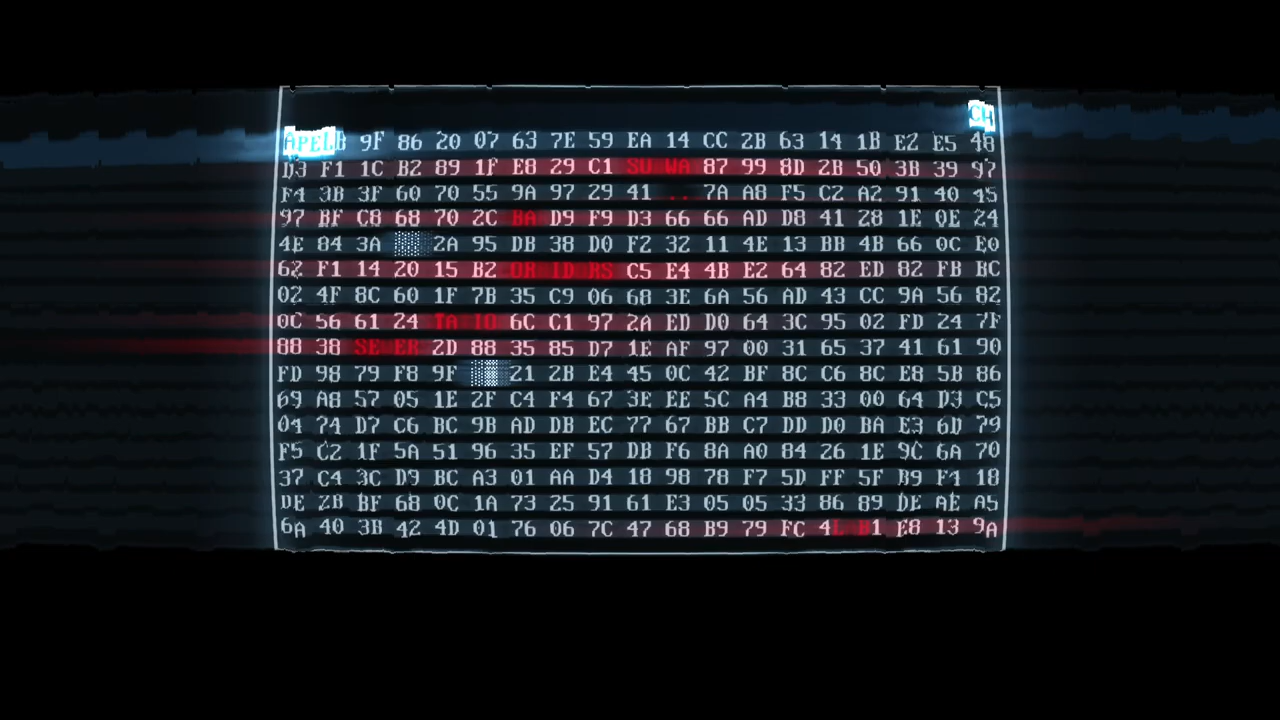 CH
APEL B 9F 86 20 07 63 7E 59 EA 14 CC 2B 63 14 1B E2 E5 48
D3 F1 1C B2 89 1F E8 29 C1 SU WA 87 99 8D 2B 50 3B 39 97
F4 3B 3F 60 70 55 9A 97 29 41 .. 7A A8 F5 C2 A2 91 40 45
97 BF C8 68 70 2C BA D9 F9 D3 66 66 AD D8 41 28 1E 0E 24
4E 84 3A 2A 95 DB 38 D0 F2 32 11 4E 13 BB 4B 66 0C E0
62 F1 14 20 15 B2 OR ID RS C5 E4 4B E2 64 82 ED 82 FB BC
02 4F 8C 60 1F 7B 35 C9 06 68 3E 6A 56 AD 43 CC 9A 56 82
0C 56 61 24 TA IO 6C C1 97 2A ED D0 64 3C 95 02 FD 24 7F
88 38 SE ER 2D 88 35 85 D7 1E AF 97 00 31 65 37 41 61 90
FD 98 79 F8 9F 21 2B E4 45 0C 42 BF 8C C6 8C E8 5B 86
69 A8 57 05 1E 2F C4 F4 67 3E EE 5C A4 B8 33 00 64 D3 C5
04 74 D7 C6 BC 9B AD DB EC 77 67 BB C7 DD D0 BA E3 6D 79
F5 C2 1F 5A 51 96 35 EF 57 DB F6 8A A0 84 26 1E 9C 6A 70
37 C4 3C D9 BC A3 01 AA D4 18 98 78 F7 5D FF 5F B9 F4 18
DE 2B BF 68 0C 1A 73 25 91 61 E3 05 05 33 86 89 DE AE A5
6A 40 3B 42 4D 01 76 06 7C 47 68 B9 79 FC 4L B1 E8 13 9A